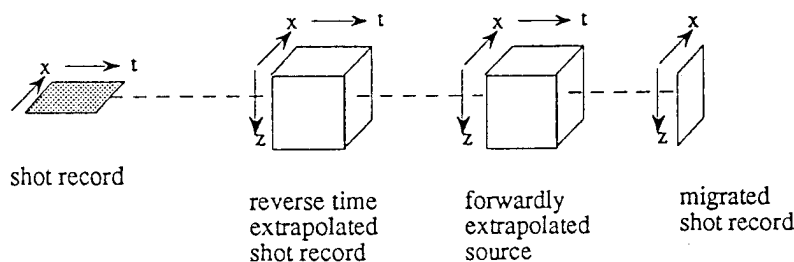 x t
z
shot record
x t
z
reverse time
extrapolated
shot record
x t
z
forwardly
extrapolated
source
x
z
migrated
shot record